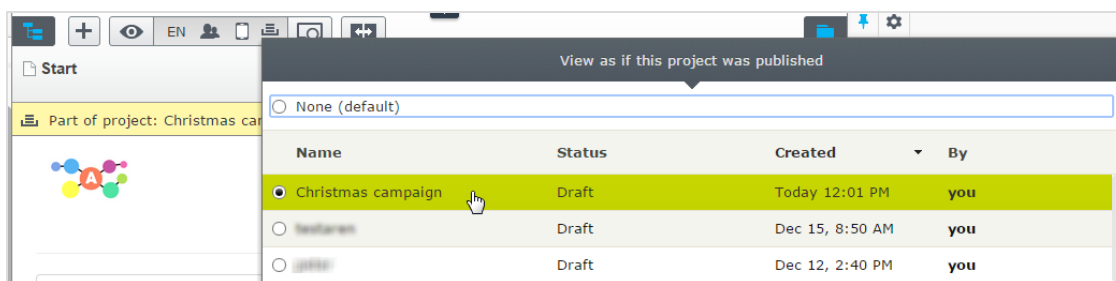 EN
Start
View as if this project was published
None (default)
Part of project: Christmas car
Name Status Created By
A
Christmas campaign Draft Today 12:01 PM you
Draft Dec 15, 8:50 AM you
Draft Dec 12, 2:40 PM you